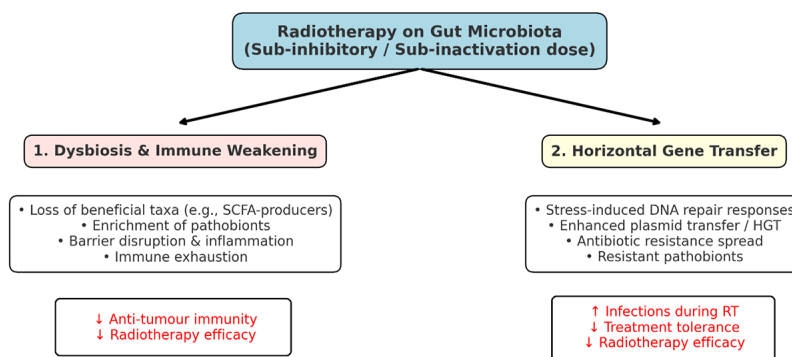 Radiotherapy on Gut Microbiota
(Sub-inhibitory / Sub-inactivation dose)
1. Dysbiosis & Immune Weakening
• Loss of beneficial taxa (e.g., SCFA-producers)
• Enrichment of pathobionts
• Barrier disruption & inflammation
• Immune exhaustion
↓ Anti-tumour immunity
↓ Radiotherapy efficacy
2. Horizontal Gene Transfer
• Stress-induced DNA repair responses
• Enhanced plasmid transfer / HGT
• Antibiotic resistance spread
• Resistant pathobionts
↑ Infections during RT
↓ Treatment tolerance
↓ Radiotherapy efficacy